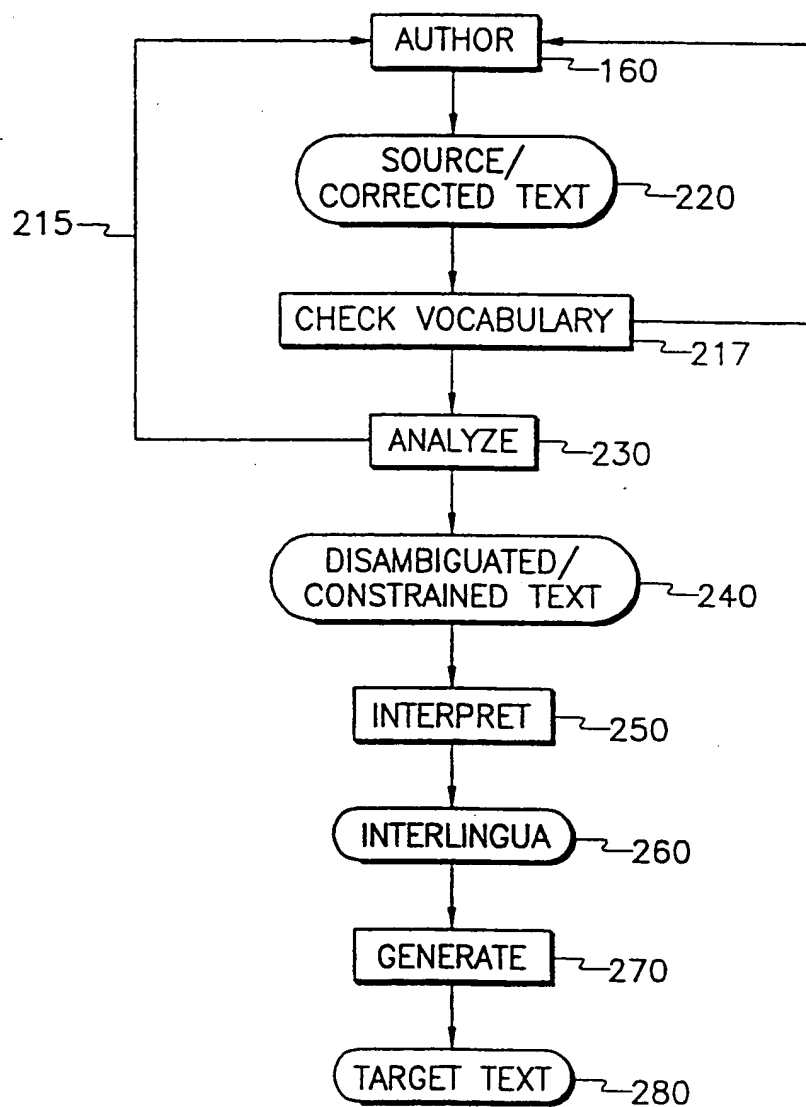 AUTHOR
160
SOURCE/
CORRECTED TEXT
220
215
CHECK VOCABULARY
217
ANALYZE
230
DISAMBIGUATED/
CONSTRAINED TEXT
240
INTERPRET
250
INTERLINGUA
260
GENERATE
270
TARGET TEXT
280